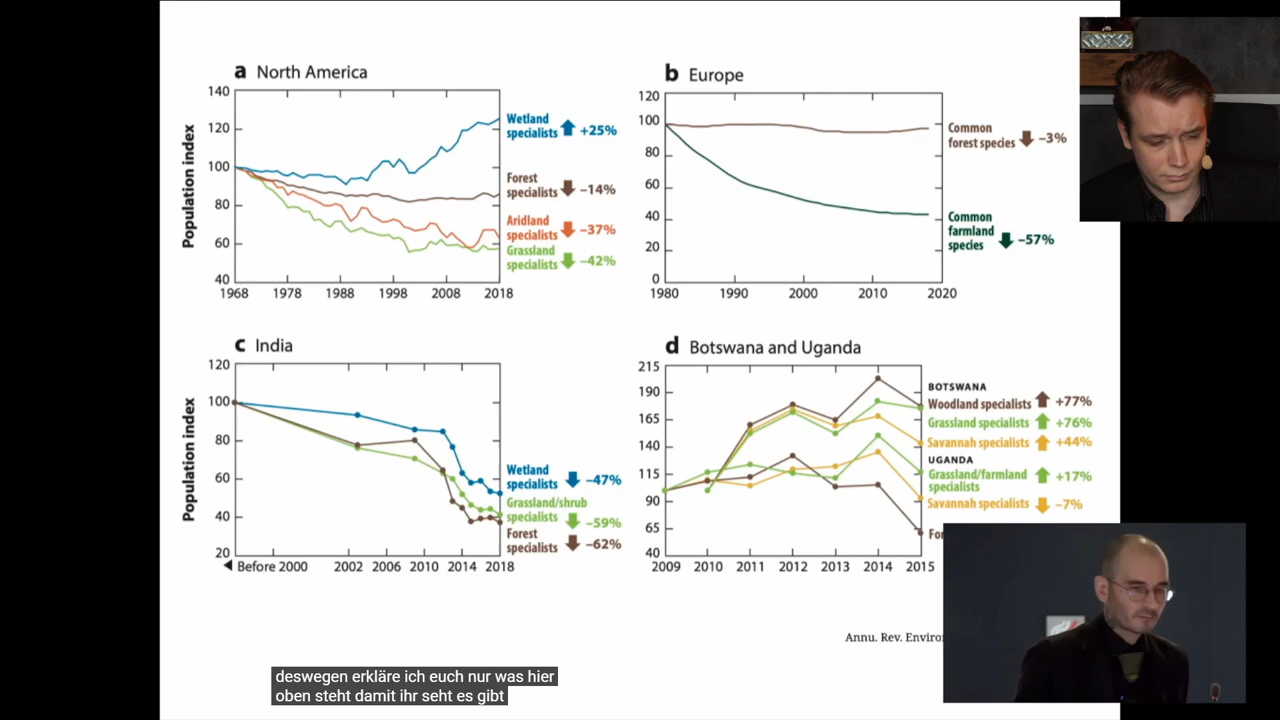 a North America
Population index
140
120
100
80
60
40
1968 1978 1988 1998 2008 2018
Wetland
specialists +25%
Forest
specialists –14%
Aridland
specialists –37%
Grassland
specialists –42%
b Europe
120
100
80
60
40
20
0
1980 1990 2000 2010 2020
Common
forest species –3%
Common
farmland
species –57%
c India
Population index
120
100
80
60
40
20
Before 2000 2002 2006 2010 2014 2018
Wetland
specialists –47%
Grassland/shrub
specialists –59%
Forest
specialists –62%
d Botswana and Uganda
215
190
165
140
115
90
65
40
2009 2010 2011 2012 2013 2014 2015
BOTSWANA
Woodland specialists +77%
Grassland specialists +76%
Savannah specialists +44%
UGANDA
Grassland/farmland
specialists +17%
Savannah specialists –7%
Annu. Rev.
deswegen erkläre ich euch nur was hier
oben steht damit ihr seht es gibt